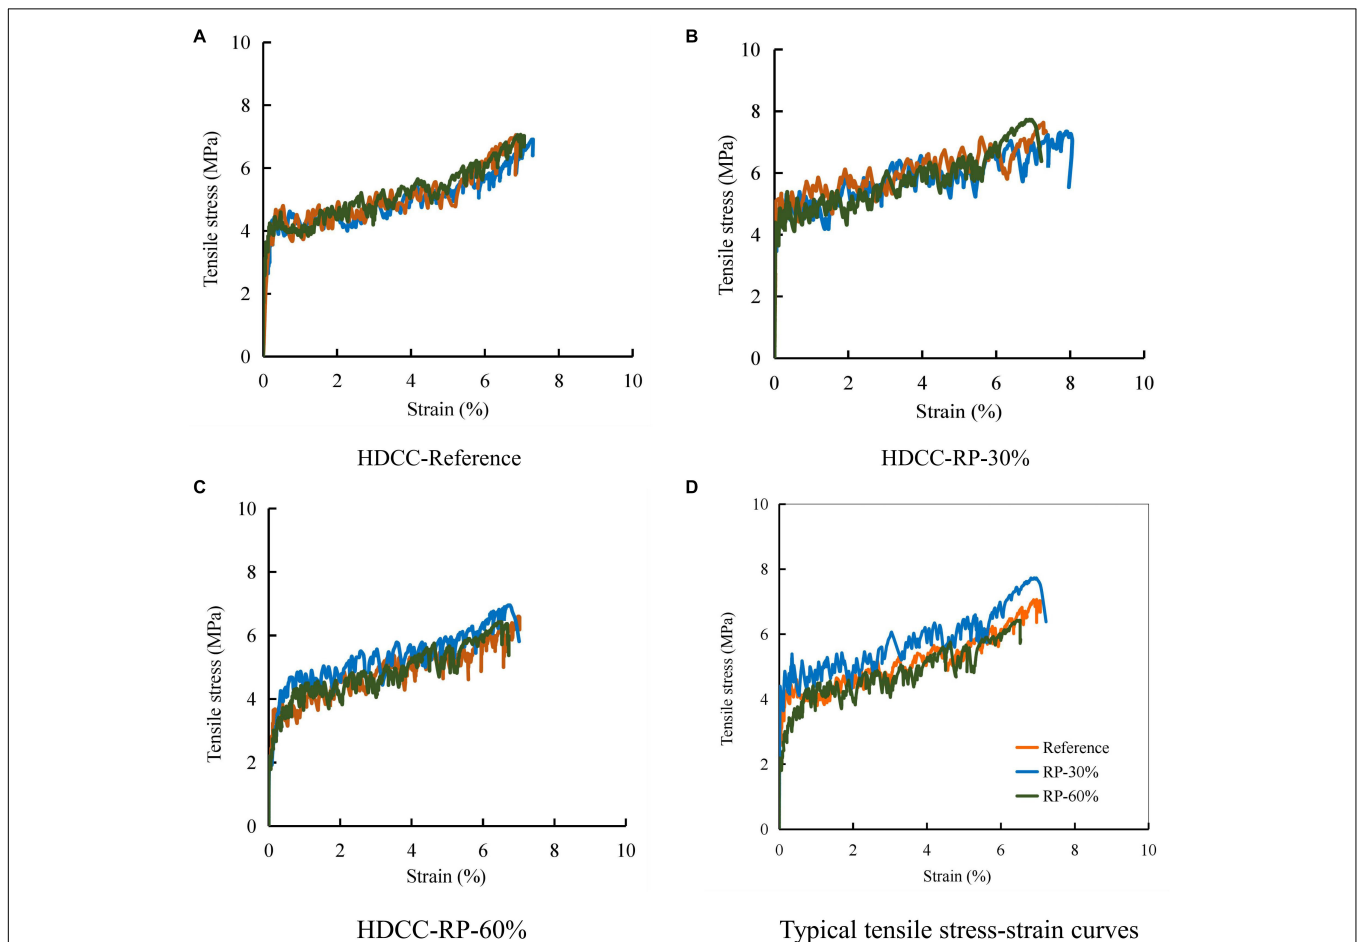 A
10
8
6
4
2
0
Tensile stress (MPa)
0 2 4 6 8 10
Strain (%)
HDCC-Reference
B
10
8
6
4
2
0
Tensile stress (MPa)
0 2 4 6 8 10
Strain (%)
HDCC-RP-30%
C
10
8
6
4
2
0
Tensile stress (MPa)
0 2 4 6 8 10
Strain (%)
HDCC-RP-60%
D
10
8
6
4
2
0
Tensile stress (MPa)
Reference
RP-30%
RP-60%
0 2 4 6 8 10
Strain (%)
Typical tensile stress-strain curves